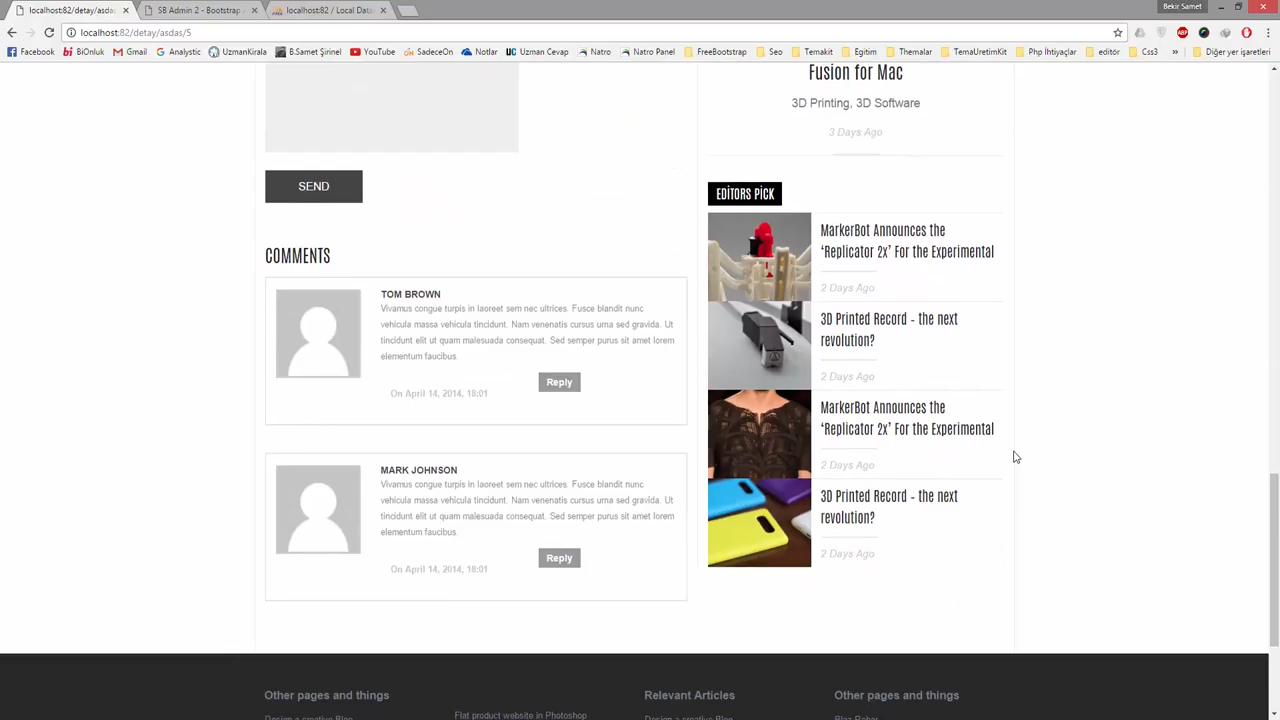 localhost:82/detay/asdas
SB Admin 2 - Bootstrap
localhost:82 / Local Data
Bekir Samet
localhost:82/detay/asdas/5
Facebook
BiOnluk
Gmail
Analystic
UzmanKirala
B.Samet Şirinel
YouTube
SadeceOn
Notlar
Uzman Cevap
Natro
Natro Panel
FreeBootstrap
Seo
Temakit
Egitim
Themalar
TemaUretimKit
Php İhtiyaçlar
editör
Css3
»
Diğer yer işaretleri
Fusion for Mac
3D Printing, 3D Software
3 Days Ago
SEND
EDİTORS PİCK
MarkerBot Announces the
‘Replicator 2x’ For the Experimental
2 Days Ago
3D Printed Record – the next
revolution?
2 Days Ago
MarkerBot Announces the
‘Replicator 2x’ For the Experimental
2 Days Ago
3D Printed Record – the next
revolution?
2 Days Ago
COMMENTS
TOM BROWN
Vivamus congue turpis in laoreet sem nec ultrices. Fusce blandit nunc
vehicula massa vehicula tincidunt. Nam venenatis cursus urna sed gravida. Ut
tincidunt elit ut quam malesuada consequat. Sed semper purus sit amet lorem
elementum faucibus.
On April 14, 2014, 18:01
Reply
MARK JOHNSON
Vivamus congue turpis in laoreet sem nec ultrices. Fusce blandit nunc
vehicula massa vehicula tincidunt. Nam venenatis cursus urna sed gravida. Ut
tincidunt elit ut quam malesuada consequat. Sed semper purus sit amet lorem
elementum faucibus.
On April 14, 2014, 18:01
Reply
Other pages and things
Design a creative Blog
Flat product website in Photoshop
Relevant Articles
Design a creative Blog
Other pages and things